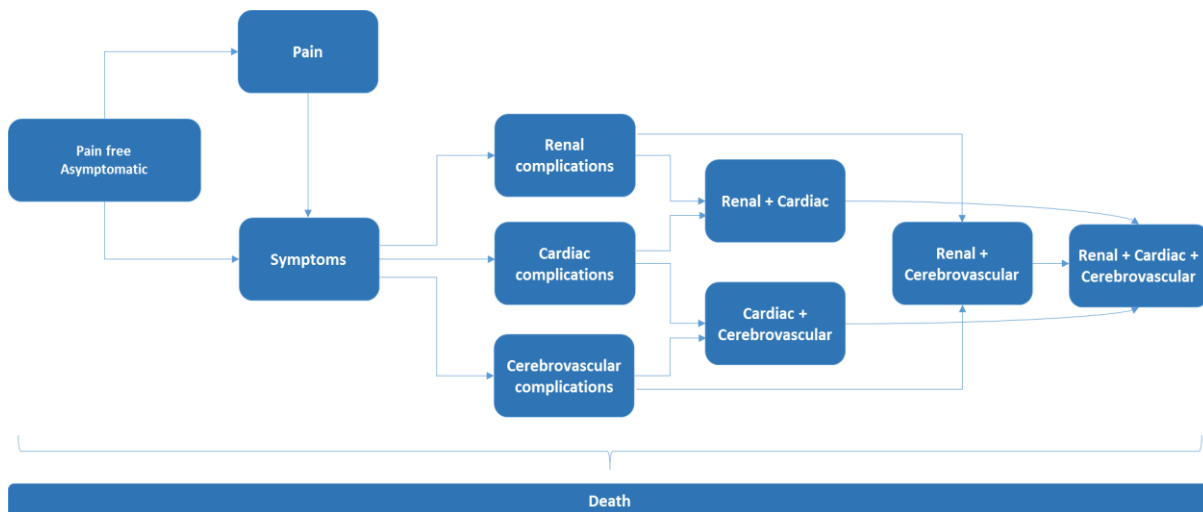 Pain
Pain free
Asymptomatic
Symptoms
Renal
complications
Cardiac
complications
Cerebrovascular
complications
Renal + Cardiac
Cardiac +
Cerebrovascular
Renal +
Cerebrovascular
Renal + Cardiac +
Cerebrovascular
Death